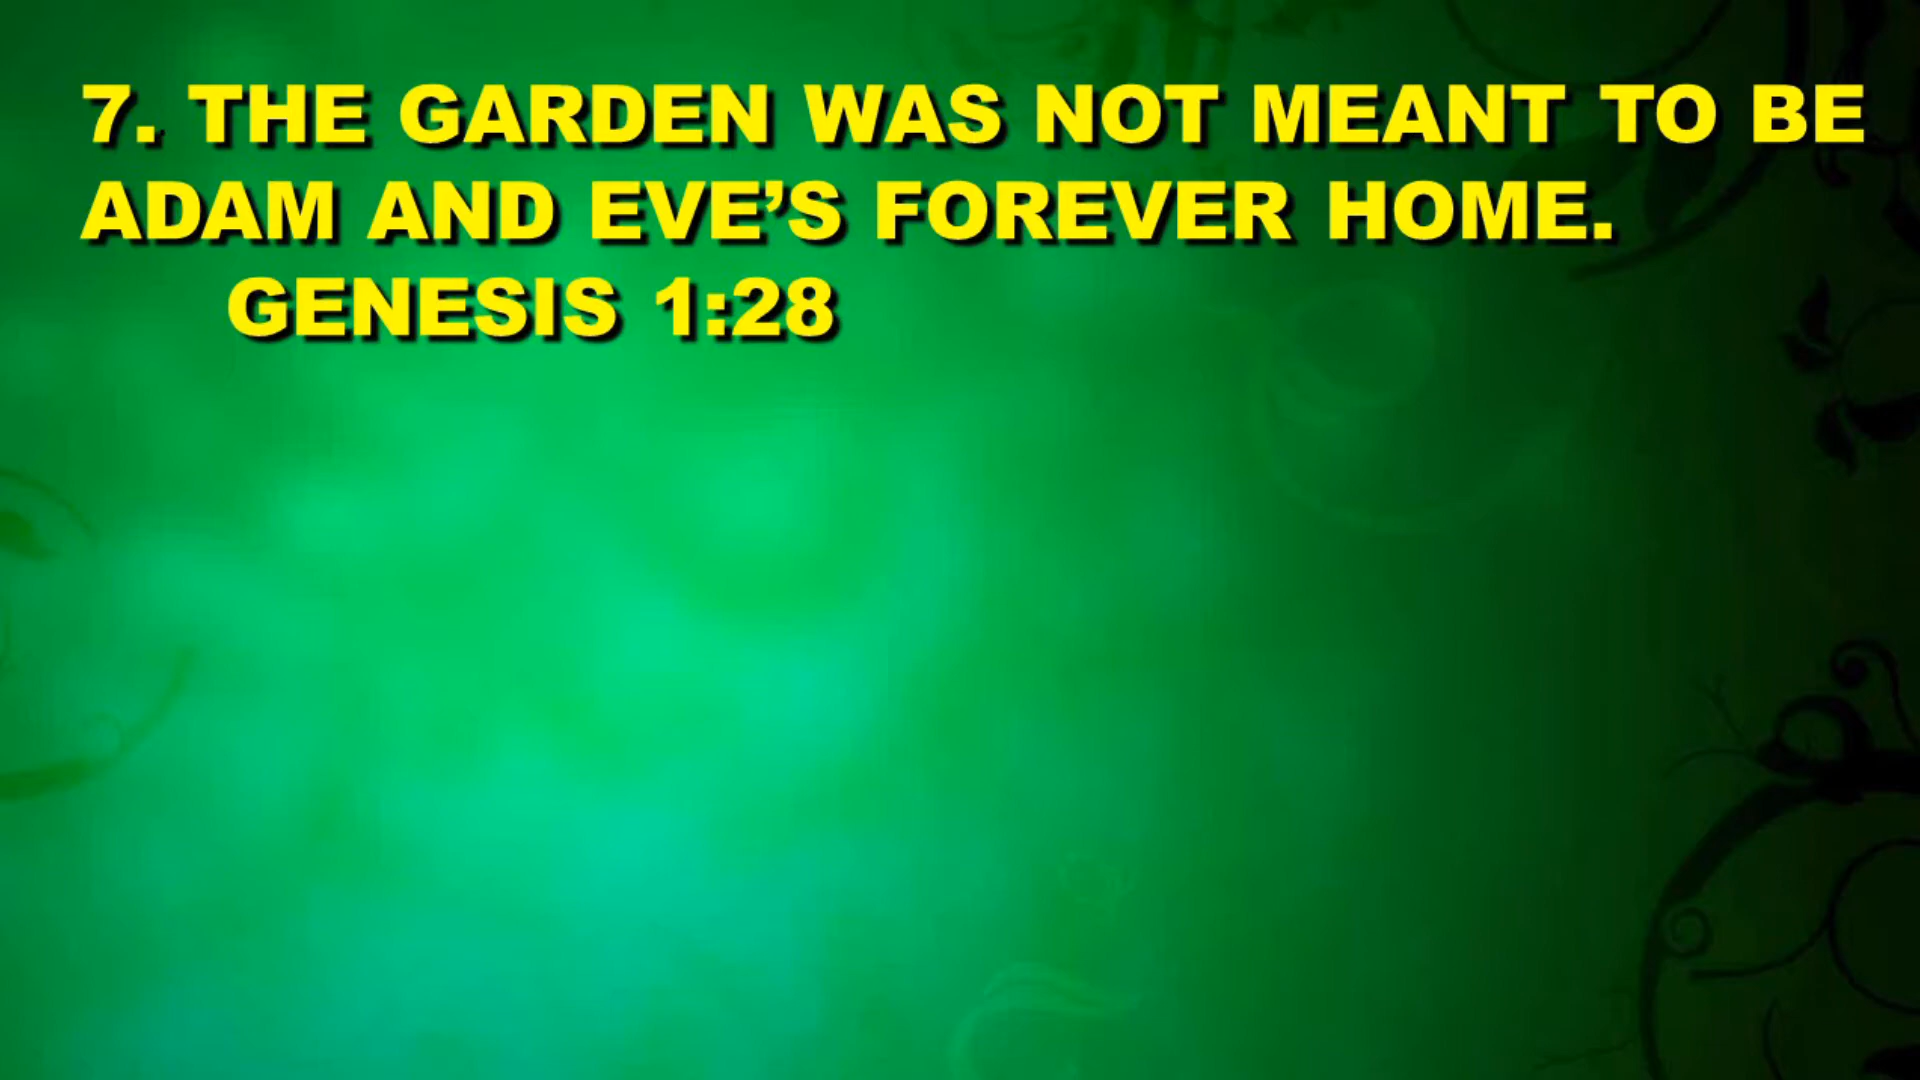 7. THE GARDEN WAS NOT MEANT TO BE
ADAM AND EVE’S FOREVER HOME.
GENESIS 1:28